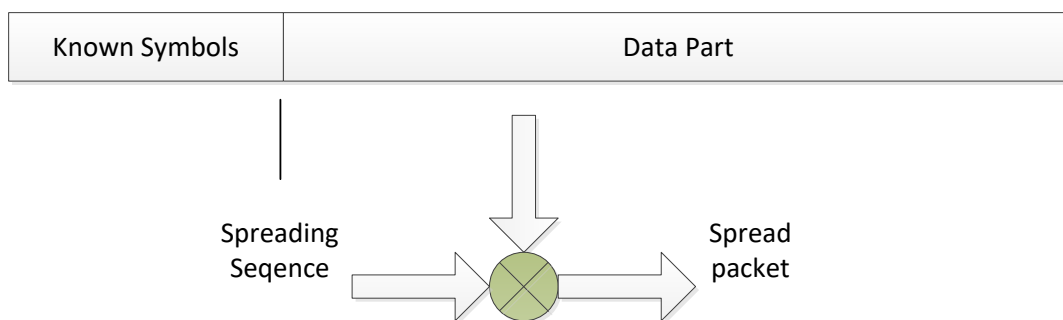 Known Symbols
Data Part
Spreading
Seqence
Spread
packet